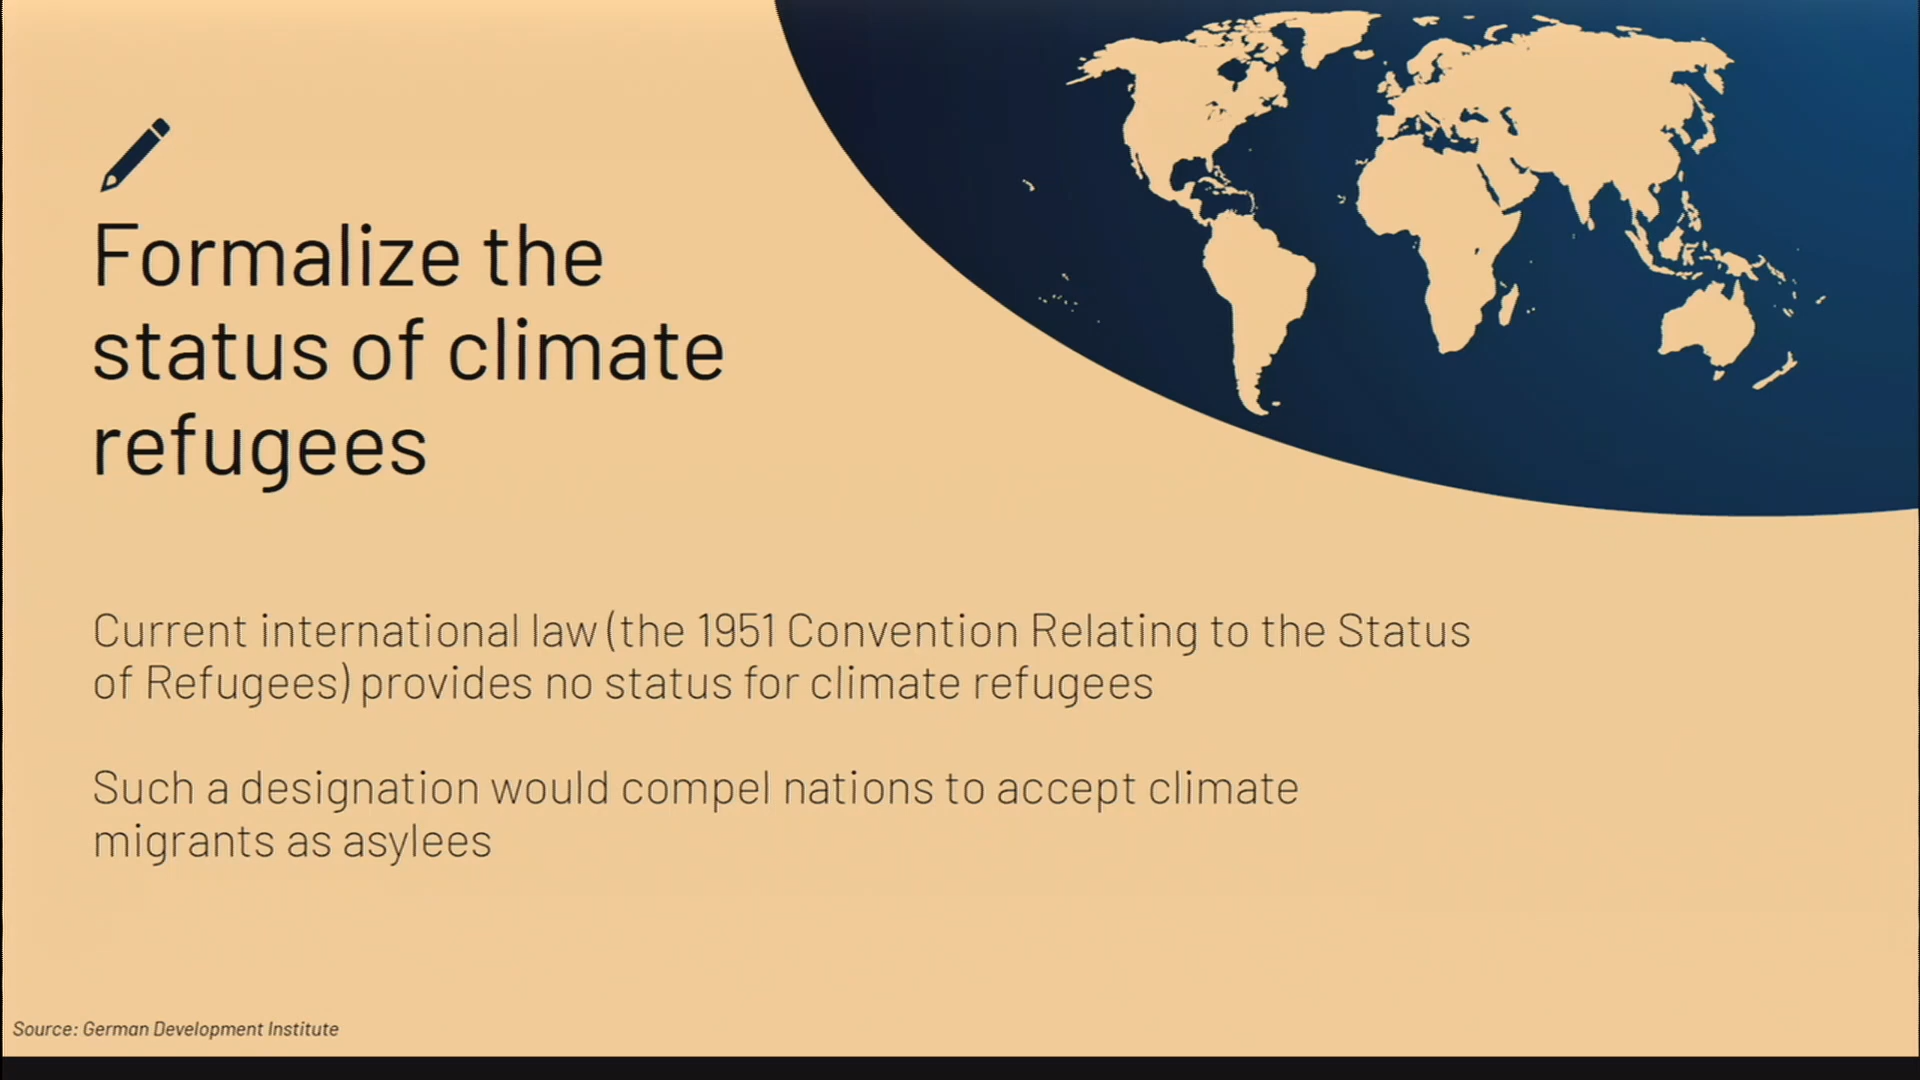 Formalize the
status of climate
refugees
Current international law (the 1951 Convention Relating to the Status
of Refugees) provides no status for climate refugees
Such a designation would compel nations to accept climate
migrants as asylees
Source: German Development Institute